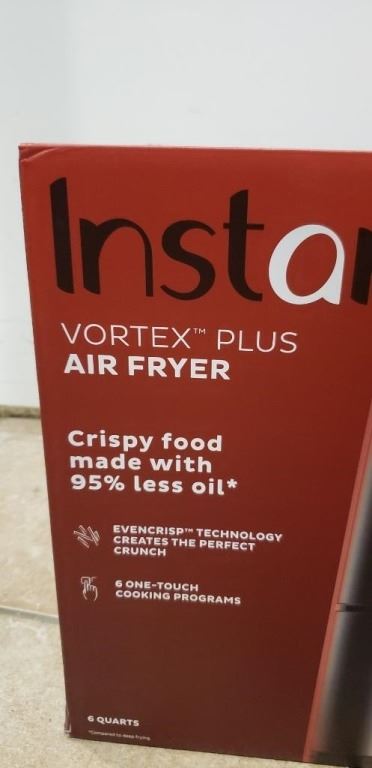 Insta
VORTEX™ PLUS
AIR FRYER
Crispy food
made with
95% less oil*
EVENCRISP™ TECHNOLOGY
CREATES THE PERFECT
CRUNCH
6 ONE-TOUCH
COOKING PROGRAMS
6 QUARTS
*Compared to deep frying.